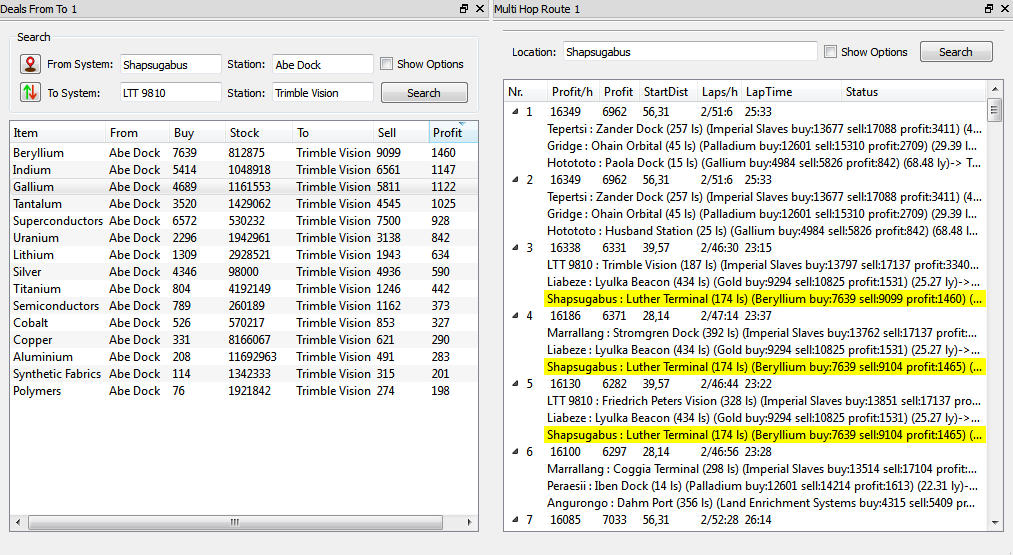 Deals From To 1
Search
From System: Shapsugabus Station: Abe Dock Show Options
To System: LTT 9810 Station: Trimble Vision Search
Item From Buy Stock To Sell Profit
Beryllium Abe Dock 7639 812875 Trimble Vision 9099 1460
Indium Abe Dock 5414 1048918 Trimble Vision 6561 1147
Gallium Abe Dock 4689 1161553 Trimble Vision 5811 1122
Tantalum Abe Dock 3520 1429062 Trimble Vision 4545 1025
Superconductors Abe Dock 6572 530232 Trimble Vision 7500 928
Uranium Abe Dock 2296 1942961 Trimble Vision 3138 842
Lithium Abe Dock 1309 2928521 Trimble Vision 1943 634
Silver Abe Dock 4346 98000 Trimble Vision 4936 590
Titanium Abe Dock 804 4192149 Trimble Vision 1246 442
Semiconductors Abe Dock 789 260189 Trimble Vision 1162 373
Cobalt Abe Dock 526 570217 Trimble Vision 853 327
Copper Abe Dock 331 8166067 Trimble Vision 621 290
Aluminium Abe Dock 208 11692963 Trimble Vision 491 283
Synthetic Fabrics Abe Dock 114 1342333 Trimble Vision 315 201
Polymers Abe Dock 76 1921842 Trimble Vision 274 198
Multi Hop Route 1
Location: Shapsugabus Show Options Search
Nr. Profit/h Profit StartDist Laps/h LapTime Status
1 16349 6962 56,31 2/51:6 25:33
Tepertsi : Zander Dock (257 ls) (Imperial Slaves buy:13677 sell:17088 profit:3411) (4...
Gridge : Ohain Orbital (45 ls) (Palladium buy:12601 sell:15310 profit:2709) (29.39 l...
Hotototo : Paola Dock (15 ls) (Gallium buy:4984 sell:5826 profit:842) (68.48 ly)-> T...
2 16349 6962 56,31 2/51:6 25:33
Tepertsi : Zander Dock (257 ls) (Imperial Slaves buy:13677 sell:17088 profit:3411) (4...
Gridge : Ohain Orbital (45 ls) (Palladium buy:12601 sell:15310 profit:2709) (29.39 l...
Hotototo : Husband Station (25 ls) (Gallium buy:4984 sell:5826 profit:842) (68.48 ...
3 16338 6331 39,57 2/46:30 23:15
LTT 9810 : Trimble Vision (187 ls) (Imperial Slaves buy:13797 sell:17137 profit:3340...
Liabeze : Lyulka Beacon (434 ls) (Gold buy:9294 sell:10825 profit:1531) (25.27 ly)->...
Shapsugabus : Luther Terminal (174 ls) (Beryllium buy:7639 sell:9099 profit:1460) (...
4 16186 6371 28,14 2/47:14 23:37
Marrallang : Stromgren Dock (392 ls) (Imperial Slaves buy:13762 sell:17137 profit:...
Liabeze : Lyulka Beacon (434 ls) (Gold buy:9294 sell:10825 profit:1531) (25.27 ly)->...
Shapsugabus : Luther Terminal (174 ls) (Beryllium buy:7639 sell:9104 profit:1465) (...
5 16130 6282 39,57 2/46:44 23:22
LTT 9810 : Friedrich Peters Vision (328 ls) (Imperial Slaves buy:13851 sell:17137 pro...
Liabeze : Lyulka Beacon (434 ls) (Gold buy:9294 sell:10825 profit:1531) (25.27 ly)->...
Shapsugabus : Luther Terminal (174 ls) (Beryllium buy:7639 sell:9104 profit:1465) (...
6 16100 6297 28,14 2/46:56 23:28
Marrallang : Coggia Terminal (298 ls) (Imperial Slaves buy:13514 sell:17104 profit:...
Peraesii : Iben Dock (14 ls) (Palladium buy:12601 sell:14214 profit:1613) (22.31 ly)-...
Angurongo : Dahm Port (356 ls) (Land Enrichment Systems buy:4315 sell:5409 pr...
7 16085 7033 56,31 2/52:28 26:14